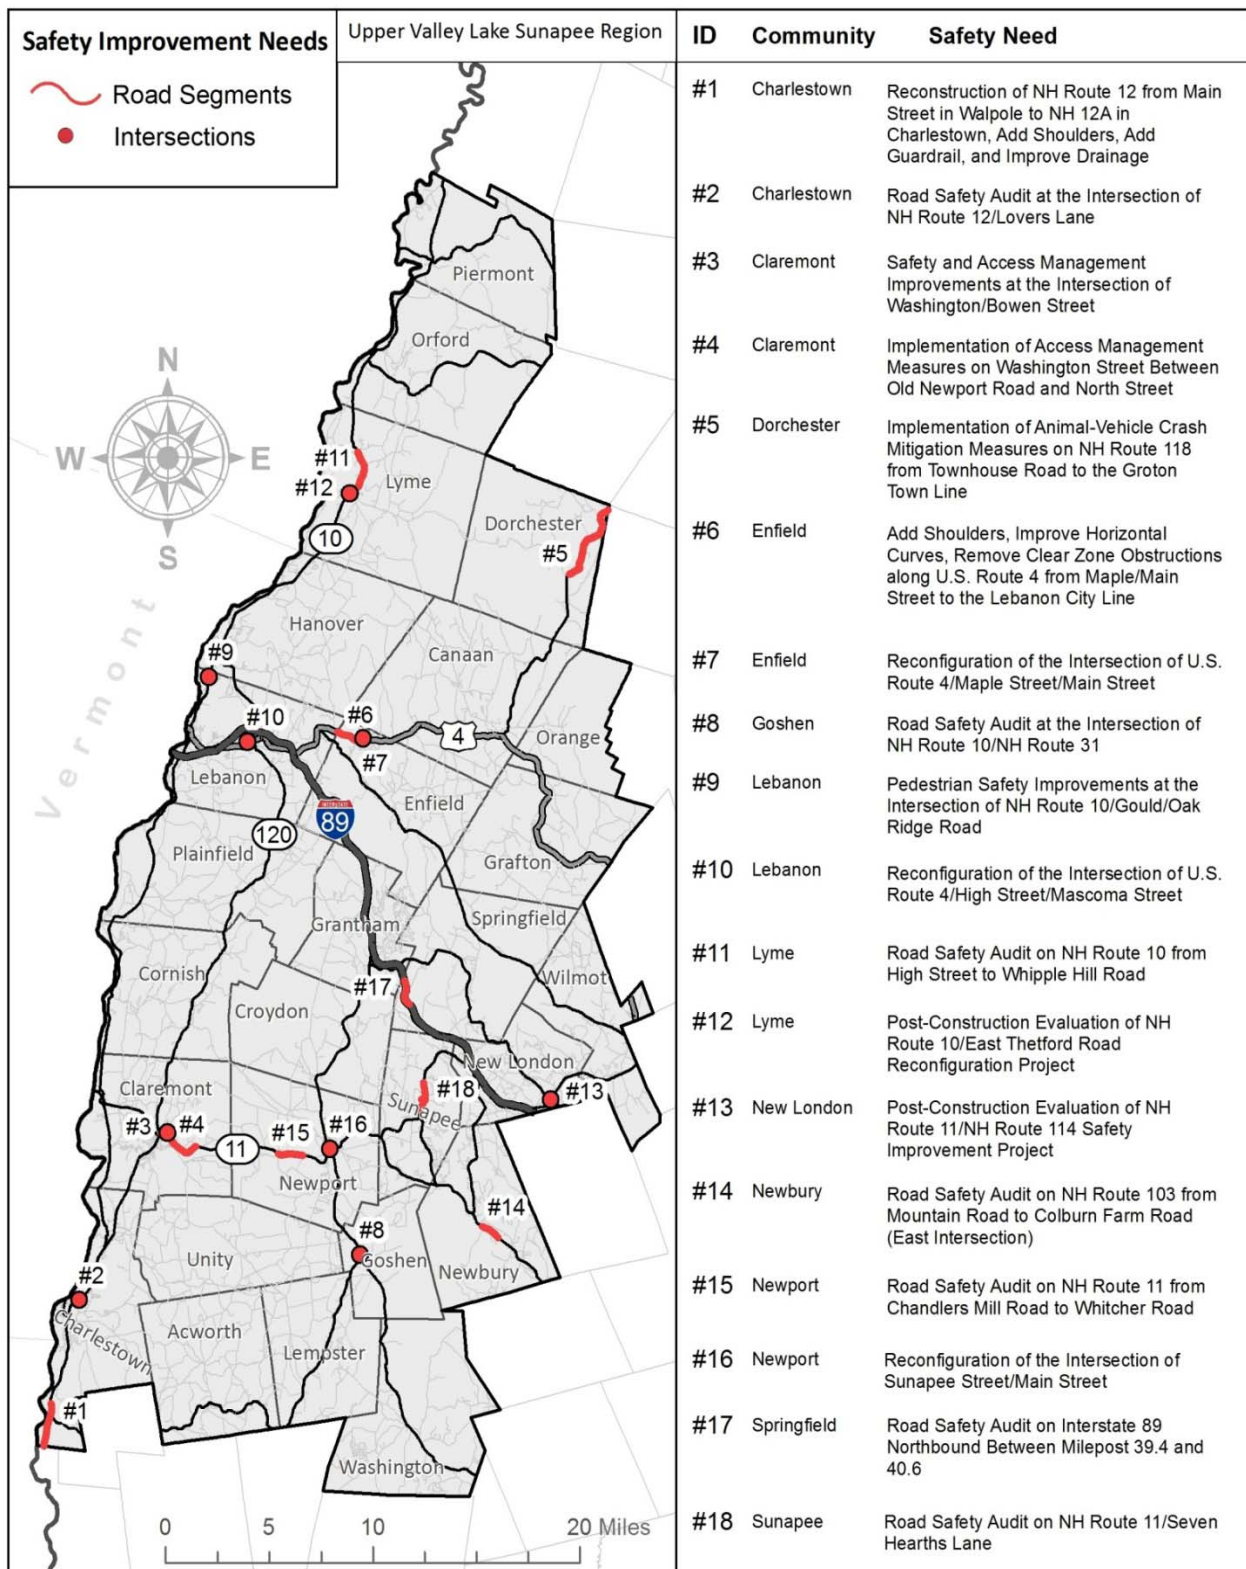 Safety Improvement Needs
Road Segments
Intersections
Upper Valley Lake Sunapee Region
N
W
E
S
Vermont
Piermont
Orford
#11
#12
Lyme
10
Dorchester
#5
Hanover
Canaan
#9
#10
#6
#7
4
Orange
Lebanon
Enfield
89
120
Plainfield
Grafton
Grantham
Springfield
Cornish
Wilmot
#17
Croydon
New London
Claremont
#18
#13
Sunapee
#3
#4
#15
#16
11
Newport
#14
#8
Unity
Goshen
Newbury
#2
Charlestown
Acworth
Lempster
#1
Washington
0 5 10 20 Miles
ID Community Safety Need
#1 Charlestown Reconstruction of NH Route 12 from Main
Street in Walpole to NH 12A in
Charlestown, Add Shoulders, Add
Guardrail, and Improve Drainage
#2 Charlestown Road Safety Audit at the Intersection of
NH Route 12/Lovers Lane
#3 Claremont Safety and Access Management
Improvements at the Intersection of
Washington/Bowen Street
#4 Claremont Implementation of Access Management
Measures on Washington Street Between
Old Newport Road and North Street
#5 Dorchester Implementation of Animal-Vehicle Crash
Mitigation Measures on NH Route 118
from Townhouse Road to the Groton
Town Line
#6 Enfield Add Shoulders, Improve Horizontal
Curves, Remove Clear Zone Obstructions
along U.S. Route 4 from Maple/Main
Street to the Lebanon City Line
#7 Enfield Reconfiguration of the Intersection of U.S.
Route 4/Maple Street/Main Street
#8 Goshen Road Safety Audit at the Intersection of
NH Route 10/NH Route 31
#9 Lebanon Pedestrian Safety Improvements at the
Intersection of NH Route 10/Gould/Oak
Ridge Road
#10 Lebanon Reconfiguration of the Intersection of U.S.
Route 4/High Street/Mascoma Street
#11 Lyme Road Safety Audit on NH Route 10 from
High Street to Whipple Hill Road
#12 Lyme Post-Construction Evaluation of NH
Route 10/East Thetford Road
Reconfiguration Project
#13 New London Post-Construction Evaluation of NH
Route 11/NH Route 114 Safety
Improvement Project
#14 Newbury Road Safety Audit on NH Route 103 from
Mountain Road to Colburn Farm Road
(East Intersection)
#15 Newport Road Safety Audit on NH Route 11 from
Chandlers Mill Road to Whitcher Road
#16 Newport Reconfiguration of the Intersection of
Sunapee Street/Main Street
#17 Springfield Road Safety Audit on Interstate 89
Northbound Between Milepost 39.4 and
40.6
#18 Sunapee Road Safety Audit on NH Route 11/Seven
Hearths Lane